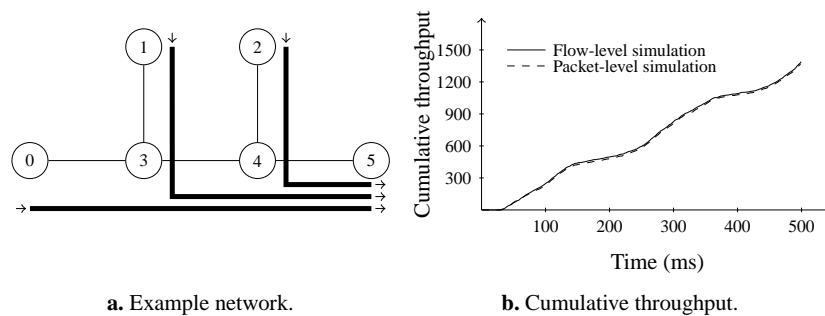 1
2
0
3
4
5
a. Example network.
Cumulative throughput
1500
1200
900
600
300
Flow-level simulation
Packet-level simulation
100 200 300 400 500
Time (ms)
b. Cumulative throughput.